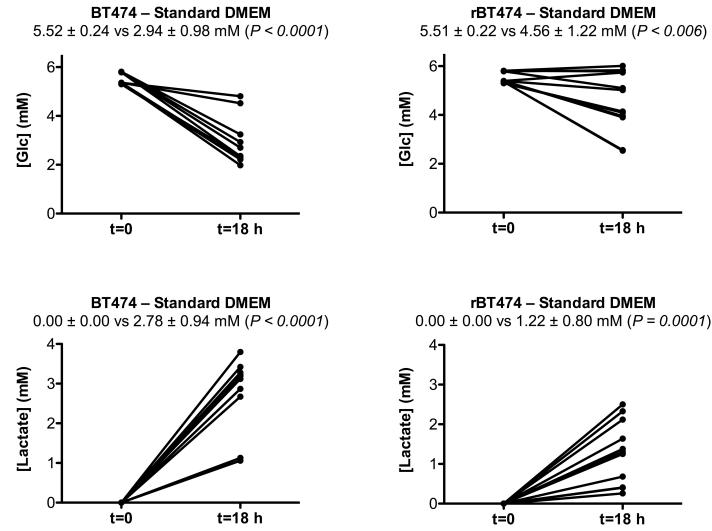 BT474 – Standard DMEM
5.52 ± 0.24 vs 2.94 ± 0.98 mM (P < 0.0001)
[Glc] (mM)
6
4
2
0
t=0
t=18 h
rBT474 – Standard DMEM
5.51 ± 0.22 vs 4.56 ± 1.22 mM (P < 0.006)
[Glc] (mM)
6
4
2
0
t=0
t=18 h
BT474 – Standard DMEM
0.00 ± 0.00 vs 2.78 ± 0.94 mM (P < 0.0001)
[Lactate] (mM)
4
3
2
1
0
t=0
t=18 h
rBT474 – Standard DMEM
0.00 ± 0.00 vs 1.22 ± 0.80 mM (P = 0.0001)
[Lactate] (mM)
4
3
2
1
0
t=0
t=18 h